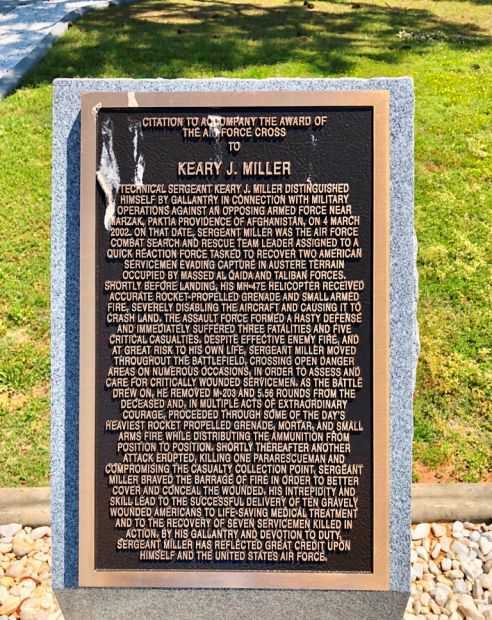 CITATION TO ACCOMPANY THE AWARD OF
THE AIR FORCE CROSS
TO
KEARY J. MILLER
TECHNICAL SERGEANT KEARY J. MILLER DISTINGUISHED
HIMSELF BY GALLANTRY IN CONNECTION WITH MILITARY
OPERATIONS AGAINST AN OPPOSING ARMED FORCE NEAR
MARZAK, PAKTIA PROVIDENCE OF AFGHANISTAN, ON 4 MARCH
2002. ON THAT DATE, SERGEANT MILLER WAS THE AIR FORCE
COMBAT SEARCH AND RESCUE TEAM LEADER ASSIGNED TO A
QUICK REACTION FORCE TASKED TO RECOVER TWO AMERICAN
SERVICEMEN EVADING CAPTURE IN AUSTERE TERRAIN
OCCUPIED BY MASSED AL QAIDA AND TALIBAN FORCES.
SHORTLY BEFORE LANDING, HIS MH-47E HELICOPTER RECEIVED
ACCURATE ROCKET-PROPELLED GRENADE AND SMALL ARMED
FIRE, SEVERELY DISABLING THE AIRCRAFT AND CAUSING IT TO
CRASH LAND. THE ASSAULT FORCE FORMED A HASTY DEFENSE
AND IMMEDIATELY SUFFERED THREE FATALITIES AND FIVE
CRITICAL CASUALTIES. DESPITE EFFECTIVE ENEMY FIRE, AND
AT GREAT RISK TO HIS OWN LIFE, SERGEANT MILLER MOVED
THROUGHOUT THE BATTLEFIELD, CROSSING OPEN DANGER
AREAS ON NUMEROUS OCCASIONS, IN ORDER TO ASSESS AND
CARE FOR CRITICALLY WOUNDED SERVICEMEN. AS THE BATTLE
DREW ON, HE REMOVED M-203 AND 5.56 ROUNDS FROM THE
DECEASED AND, IN MULTIPLE ACTS OF EXTRAORDINARY
COURAGE, PROCEEDED THROUGH SOME OF THE DAY'S
HEAVIEST ROCKET PROPELLED GRENADE, MORTAR, AND SMALL
ARMS FIRE WHILE DISTRIBUTING THE AMMUNITION FROM
POSITION TO POSITION. SHORTLY THEREAFTER ANOTHER
ATTACK ERUPTED, KILLING ONE PARARESCUEMAN AND
COMPROMISING THE CASUALTY COLLECTION POINT. SERGEANT
MILLER BRAVED THE BARRAGE OF FIRE IN ORDER TO BETTER
COVER AND CONCEAL THE WOUNDED. HIS INTREPIDITY AND
SKILL LEAD TO THE SUCCESSFUL DELIVERY OF TEN GRAVELY
WOUNDED AMERICANS TO LIFE-SAVING MEDICAL TREATMENT
AND TO THE RECOVERY OF SEVEN SERVICEMEN KILLED IN
ACTION. BY HIS GALLANTRY AND DEVOTION TO DUTY,
SERGEANT MILLER HAS REFLECTED GREAT CREDIT UPON
HIMSELF AND THE UNITED STATES AIR FORCE.